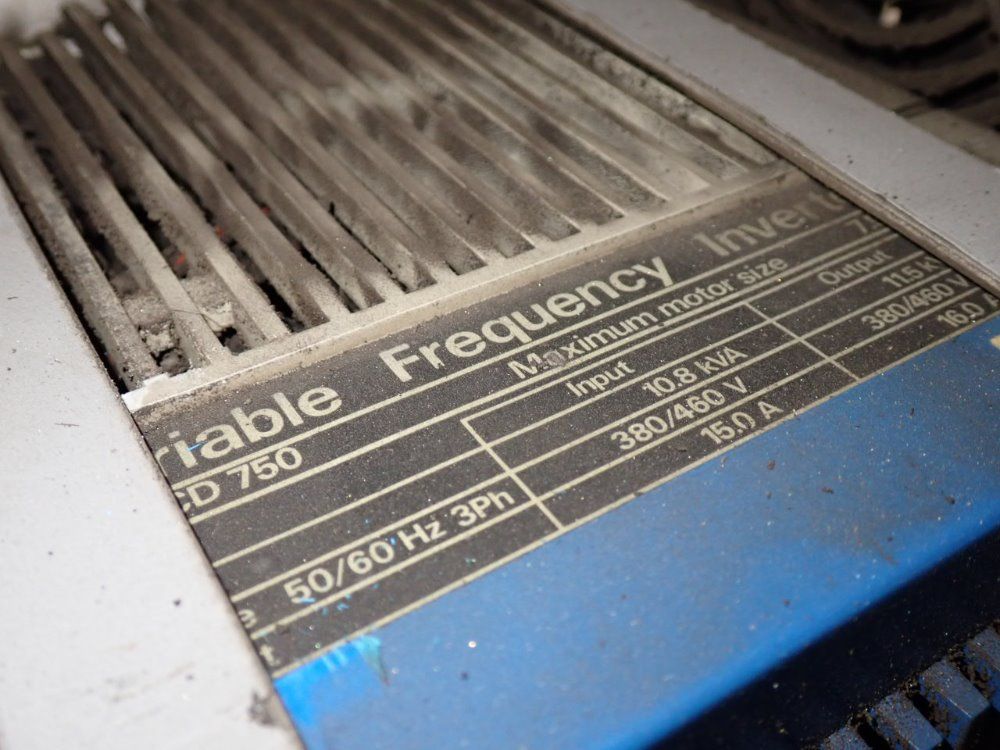 riable Frequency Invert
CD 750 Maximum motor size 7.5
Input Output
10.8 kVA 11.5 k
50/60 Hz 3Ph 380/460 V 380/460 V
e 15.0 A 16.0 A
t